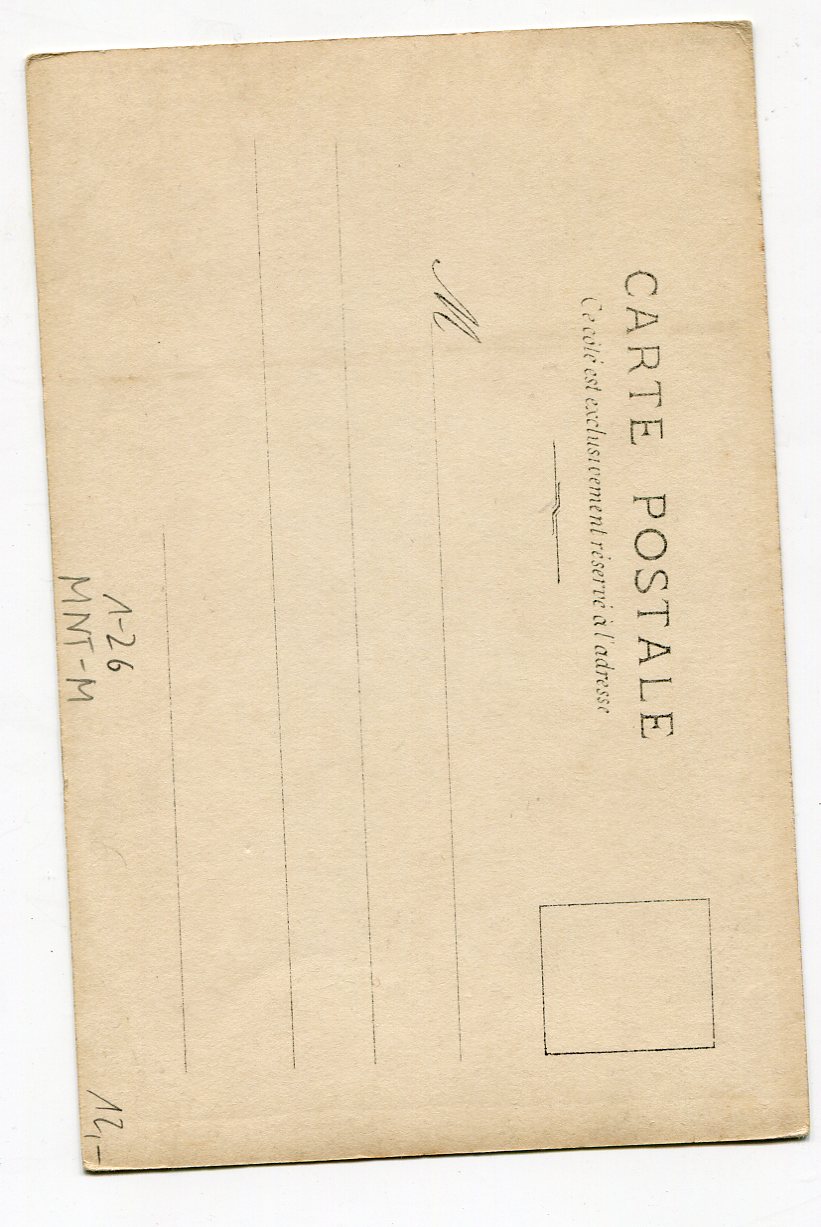 CARTE POSTALE
Ce côté est exclusivement réservé à l'adresse
M
1-26
MNT-M
12,-